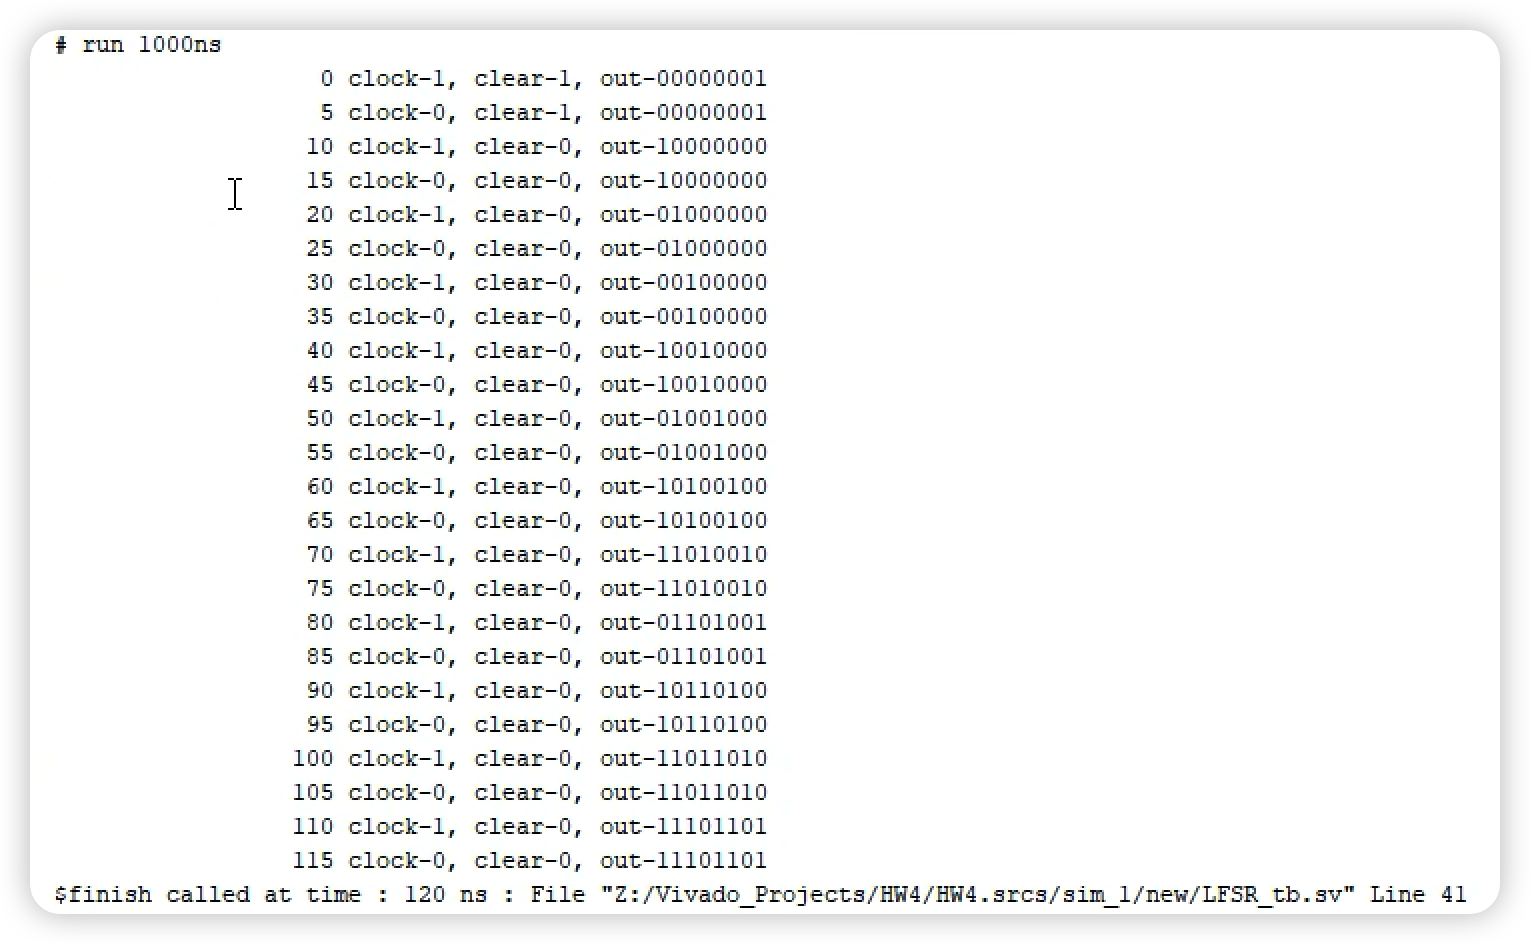 # run 1000ns
0 clock-1, clear-1, out-00000001
5 clock-0, clear-1, out-00000001
10 clock-1, clear-0, out-10000000
15 clock-0, clear-0, out-10000000
20 clock-1, clear-0, out-01000000
25 clock-0, clear-0, out-01000000
30 clock-1, clear-0, out-00100000
35 clock-0, clear-0, out-00100000
40 clock-1, clear-0, out-10010000
45 clock-0, clear-0, out-10010000
50 clock-1, clear-0, out-01001000
55 clock-0, clear-0, out-01001000
60 clock-1, clear-0, out-10100100
65 clock-0, clear-0, out-10100100
70 clock-1, clear-0, out-11010010
75 clock-0, clear-0, out-11010010
80 clock-1, clear-0, out-01101001
85 clock-0, clear-0, out-01101001
90 clock-1, clear-0, out-10110100
95 clock-0, clear-0, out-10110100
100 clock-1, clear-0, out-11011010
105 clock-0, clear-0, out-11011010
110 clock-1, clear-0, out-11101101
115 clock-0, clear-0, out-11101101
$finish called at time : 120 ns : File "Z:/Vivado_Projects/HW4/HW4.srcs/sim_1/new/LFSR_tb.sv" Line 41